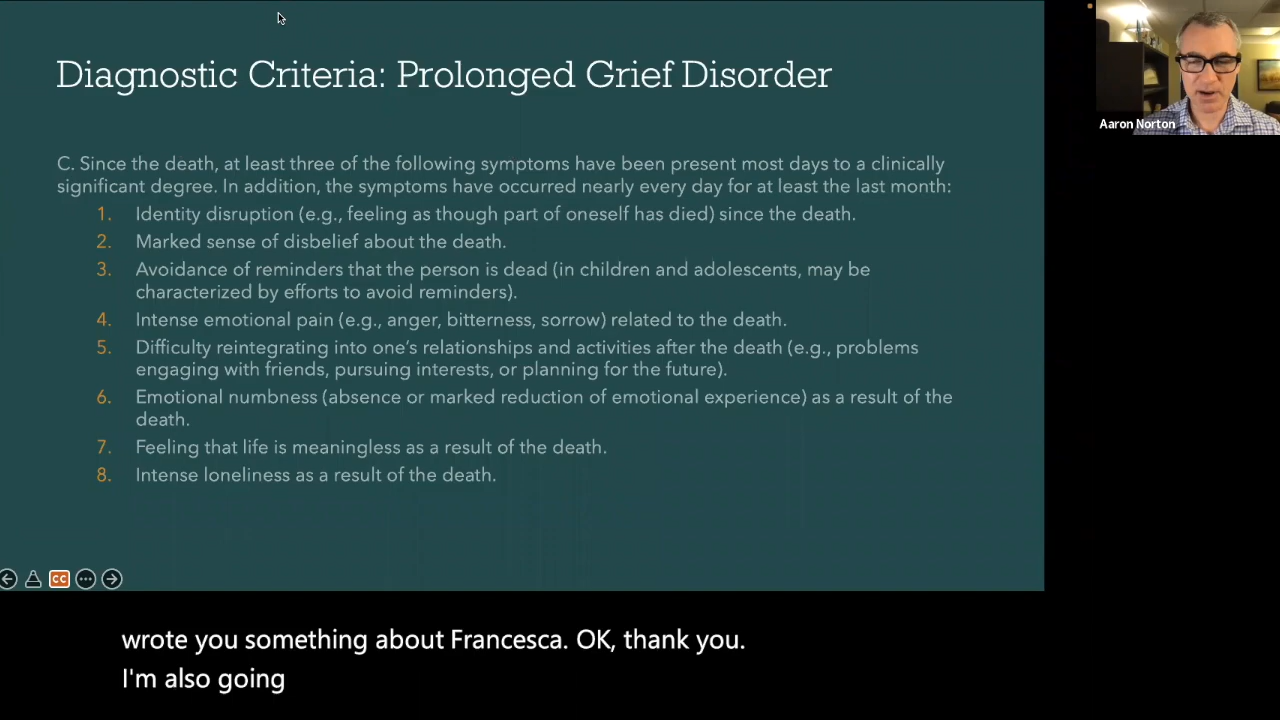 Diagnostic Criteria: Prolonged Grief Disorder
Aaron Norton
C. Since the death, at least three of the following symptoms have been present most days to a clinically
significant degree. In addition, the symptoms have occurred nearly every day for at least the last month:
1. Identity disruption (e.g., feeling as though part of oneself has died) since the death.
2. Marked sense of disbelief about the death.
3. Avoidance of reminders that the person is dead (in children and adolescents, may be
characterized by efforts to avoid reminders).
4. Intense emotional pain (e.g., anger, bitterness, sorrow) related to the death.
5. Difficulty reintegrating into one’s relationships and activities after the death (e.g., problems
engaging with friends, pursuing interests, or planning for the future).
6. Emotional numbness (absence or marked reduction of emotional experience) as a result of the
death.
7. Feeling that life is meaningless as a result of the death.
8. Intense loneliness as a result of the death.
CC
wrote you something about Francesca. OK, thank you.
I'm also going